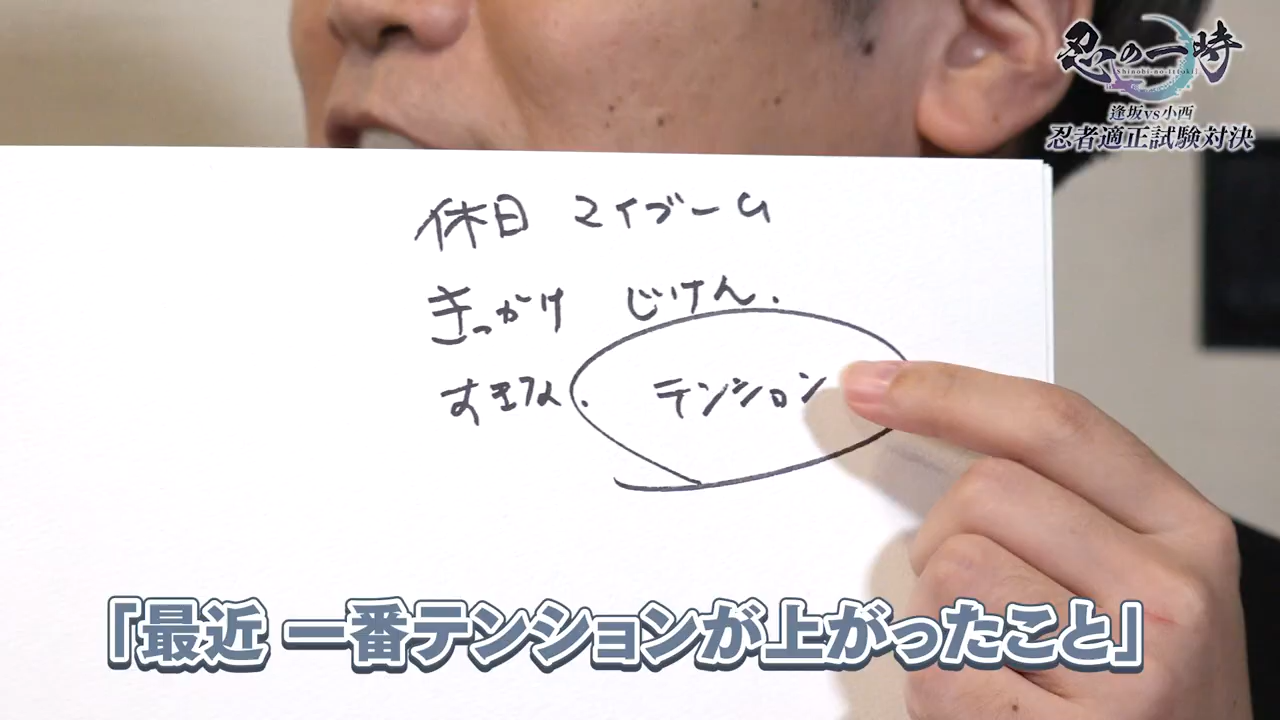 忍の一時
Shinobi-no-Ittoki
逢坂vs小西
忍者適正試験対決
休日 マイブーム
きっかけ じけん.
すきな. テンション
「最近 一番テンションが上がったこと」